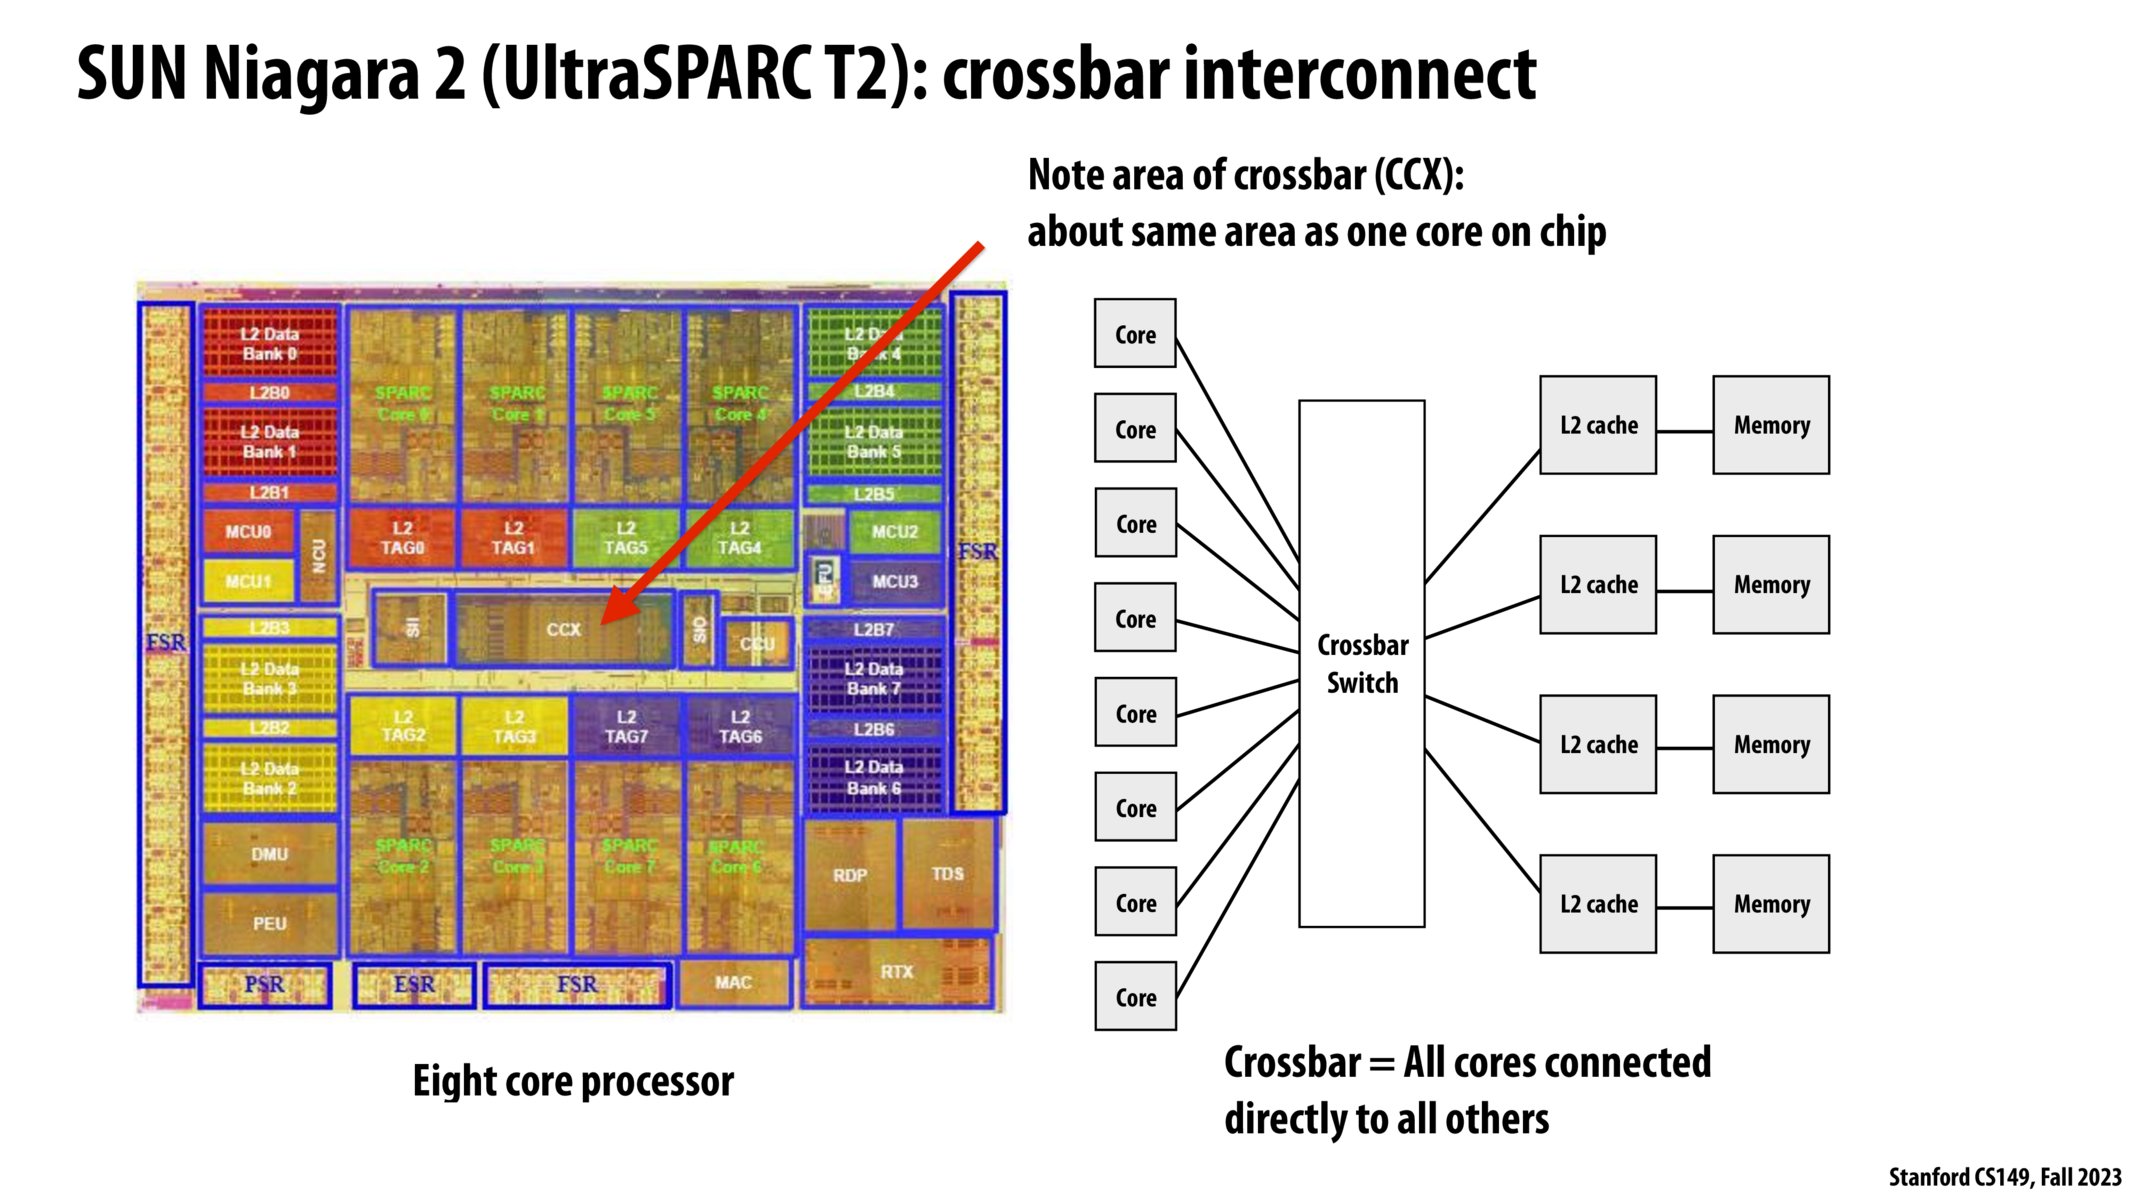 SUN Niagara 2 (UltraSPARC T2): crossbar interconnect
Note area of crossbar (CCX):
about same area as one core on chip
L2 Data
Bank 0
L2B0
L2 Data
Bank 1
L2B1
MCU0
NCU
MCU1
L2B3
L2 Data
Bank 3
L2B2
L2 Data
Bank 2
DMU
PEU
FSR
PSR
ESR
FSR
MAC
SPARC
Core 0
SPARC
Core 1
SPARC
Core 5
SPARC
Core 4
L2
TAG0
L2
TAG1
L2
TAG5
L2
TAG4
SII
CCX
SIO
CCU
L2
TAG2
L2
TAG3
L2
TAG7
L2
TAG6
SPARC
Core 2
SPARC
Core 3
SPARC
Core 7
SPARC
Core 6
L2 Data
Bank 4
L2B4
L2 Data
Bank 5
L2B5
MCU2
EFU
MCU3
L2B7
L2 Data
Bank 7
L2B6
L2 Data
Bank 6
RDP
TDS
RTX
FSR
Eight core processor
Core
Core
Core
Core
Core
Core
Core
Core
Crossbar
Switch
L2 cache
Memory
L2 cache
Memory
L2 cache
Memory
L2 cache
Memory
Crossbar = All cores connected
directly to all others
Stanford CS149, Fall 2023